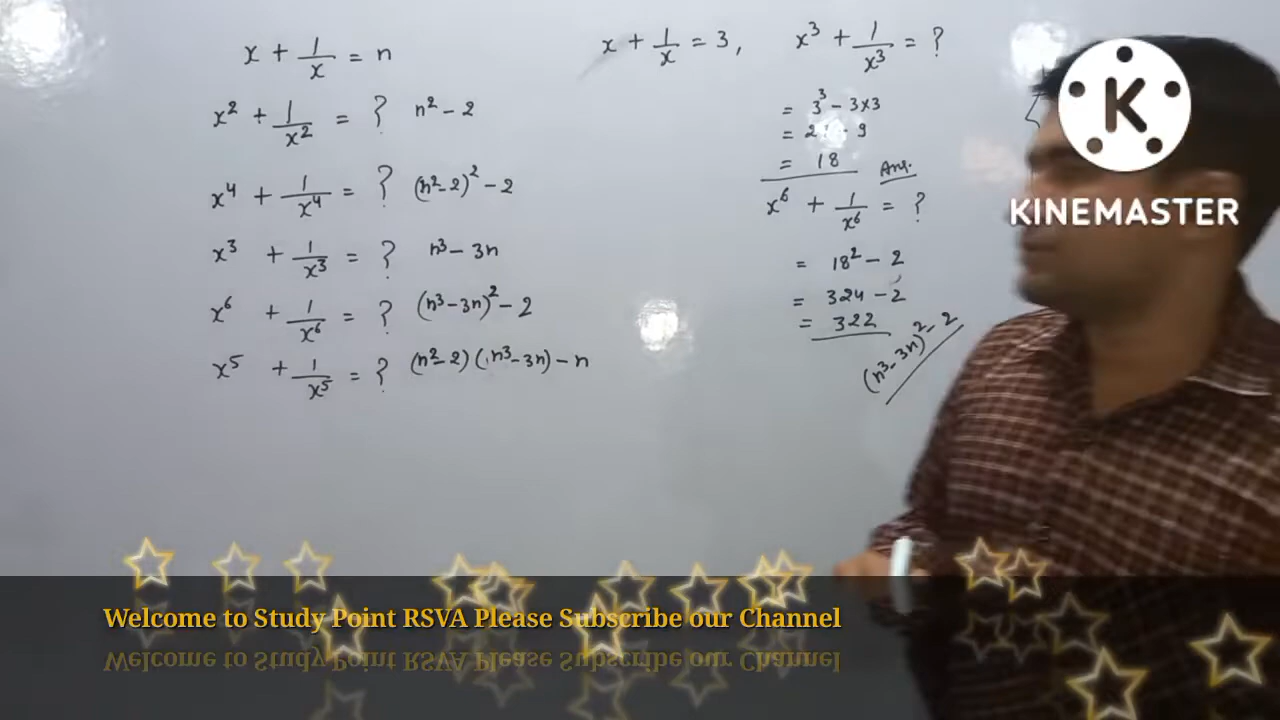 x + 1/x = n
x² + 1/x² = ? n² - 2
x⁴ + 1/x⁴ = ? (n² - 2)² - 2
x³ + 1/x³ = ? n³ - 3n
x⁶ + 1/x⁶ = ? (n³ - 3n)² - 2
x⁵ + 1/x⁵ = ? (n² - 2)(n³ - 3n) - n
x + 1/x = 3, x³ + 1/x³ = ?
= 3³ - 3×3
= 27 - 9
= 18 Ans.
x⁶ + 1/x⁶ = ?
= 18² - 2
= 324 - 2
= 322
(n³ - 3n)² - 2
KINEMASTER
Welcome to Study Point RSVA Please Subscribe our Channel